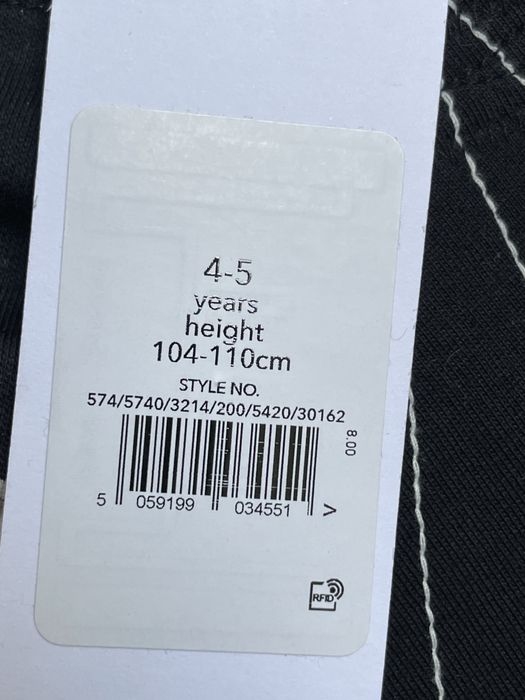 4-5
years
height
104-110cm
STYLE NO.
574/5740/3214/200/5420/30162
8.00
5 059199 034551 >
RFID